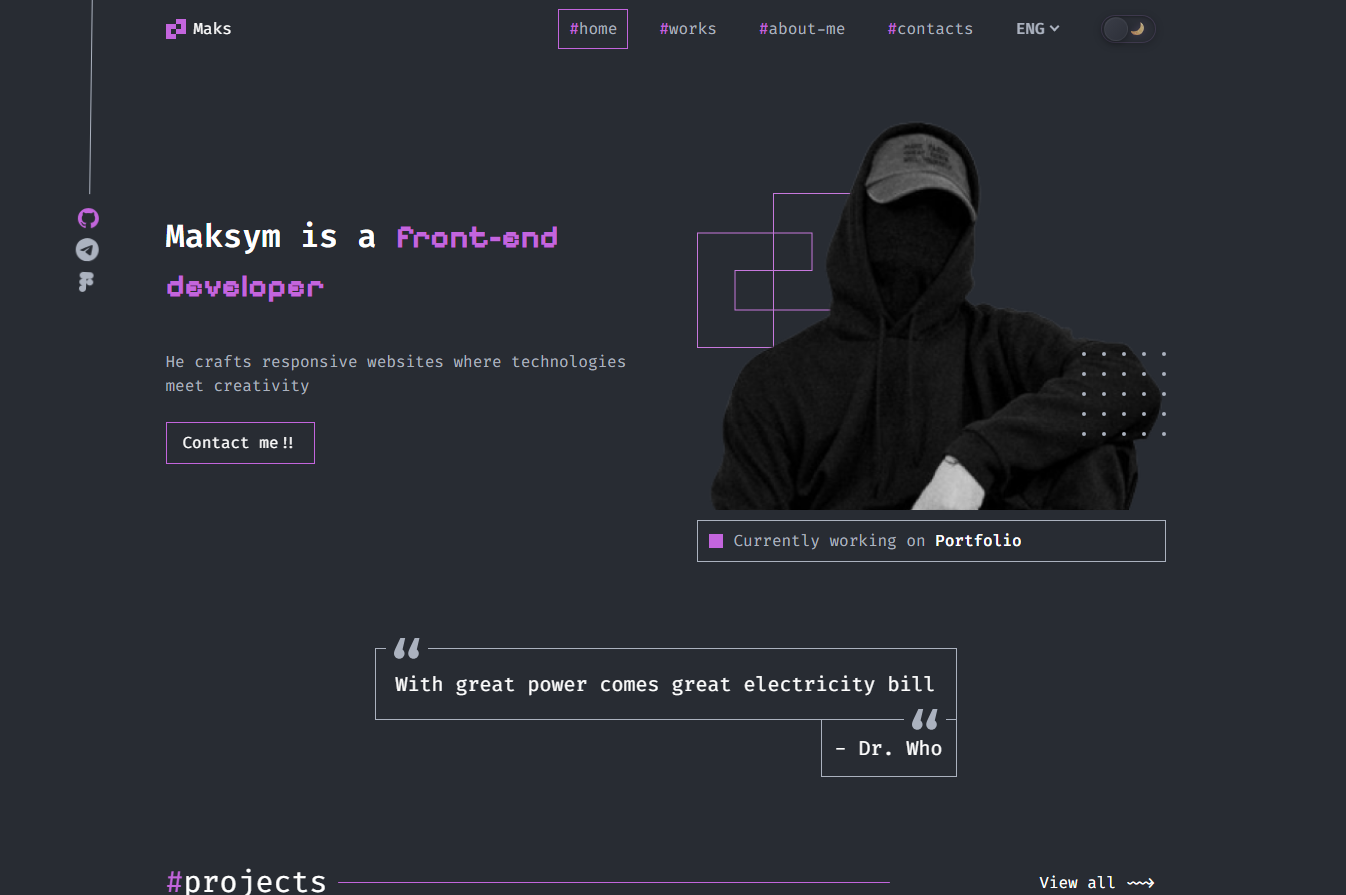 Maks
#home
#works
#about-me
#contacts
ENG
Maksym is a front-end
developer
He crafts responsive websites where technologies
meet creativity
Contact me!!
Currently working on Portfolio
With great power comes great electricity bill
- Dr. Who
#projects
View all ~~>